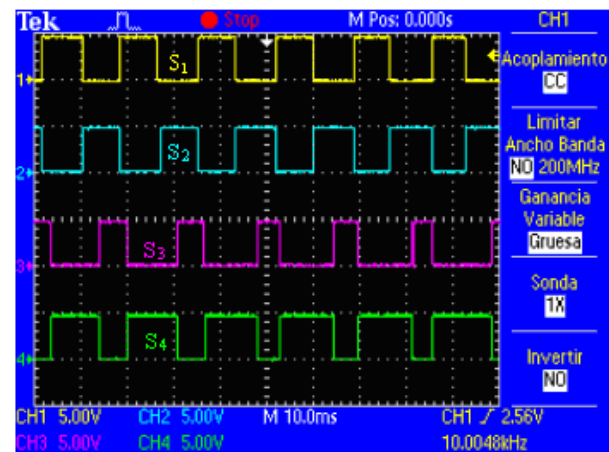 Tek Stop M Pos: 0.000s CH1
Acoplamiento
CC
Limitar
Ancho Banda
NO 200MHz
Ganancia
Variable
Gruesa
Sonda
1X
Invertir
NO
1 S1
2 S2
3 S3
4 S4
CH1 5.00V CH2 5.00V M 10.0ms CH1 / 2.56V
CH3 5.00V CH4 5.00V 10.0048kHz